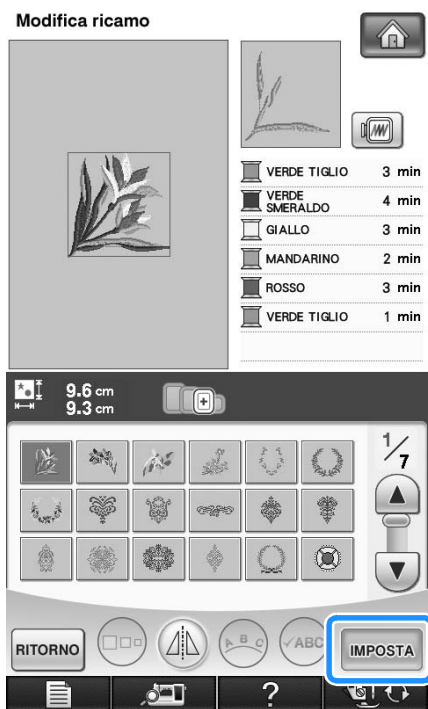 Modifica ricamo
VERDE TIGLIO 3 min
VERDE
SMERALDO 4 min
GIALLO 3 min
MANDARINO 2 min
ROSSO 3 min
VERDE TIGLIO 1 min
9.6 cm
9.3 cm
1/7
RITORNO
A B C
✓ABC
IMPOSTA
?